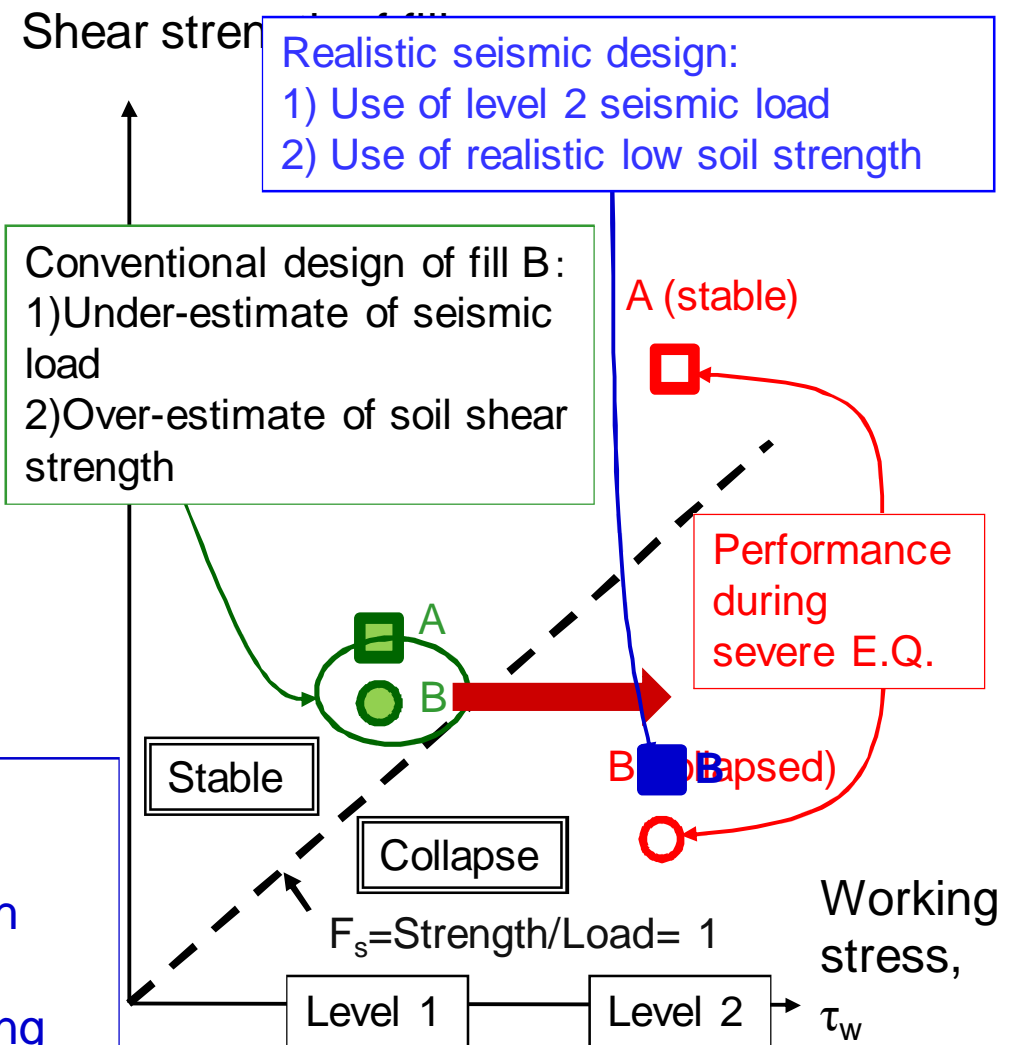 Shear
Realistic seismic design:
1) Use of level 2 seismic load
2) Use of realistic low soil strength
Conventional design of fill B:
1)Under-estimate of seismic
load
2)Over-estimate of soil shear
strength
A (stable)
Performance
during
severe E.Q.
A
B
Stable
B
B
Collapse
Fs=Strength/Load= 1
Working
stress,
τw
Level 1
Level 2